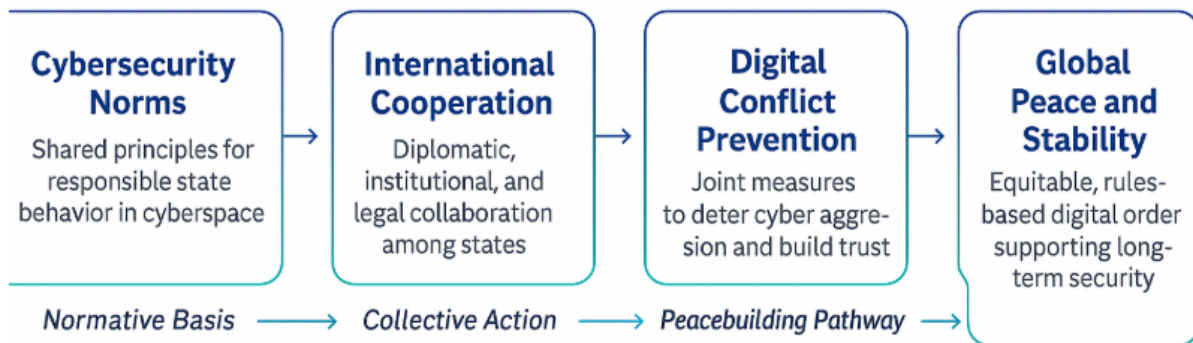 Cybersecurity
Norms
Shared principles for
responsible state
behavior in cyberspace
International
Cooperation
Diplomatic,
institutional, and
legal collaboration
among states
Digital
Conflict
Prevention
Joint measures
to deter cyber aggre-
sion and build trust
Global
Peace and
Stability
Equitable, rules-
based digital order
supporting long-
term security
Normative Basis
Collective Action
Peacebuilding Pathway